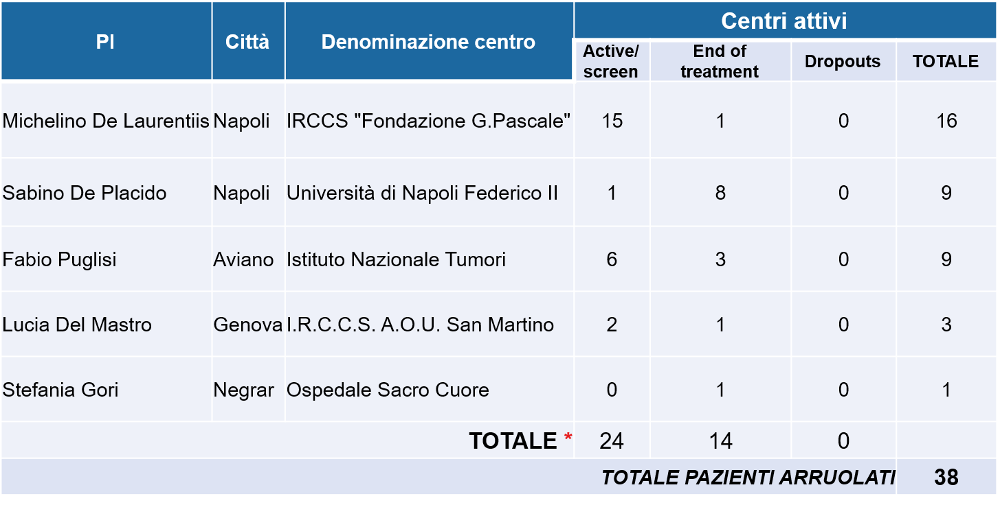 PI Città Denominazione centro Centri attivi
Active/ screen End of treatment Dropouts TOTALE
Michelino De Laurentiis Napoli IRCCS "Fondazione G.Pascale" 15 1 0 16
Sabino De Placido Napoli Università di Napoli Federico II 1 8 0 9
Fabio Puglisi Aviano Istituto Nazionale Tumori 6 3 0 9
Lucia Del Mastro Genova I.R.C.C.S. A.O.U. San Martino 2 1 0 3
Stefania Gori Negrar Ospedale Sacro Cuore 0 1 0 1
TOTALE * 24 14 0
TOTALE PAZIENTI ARRUOLATI 38